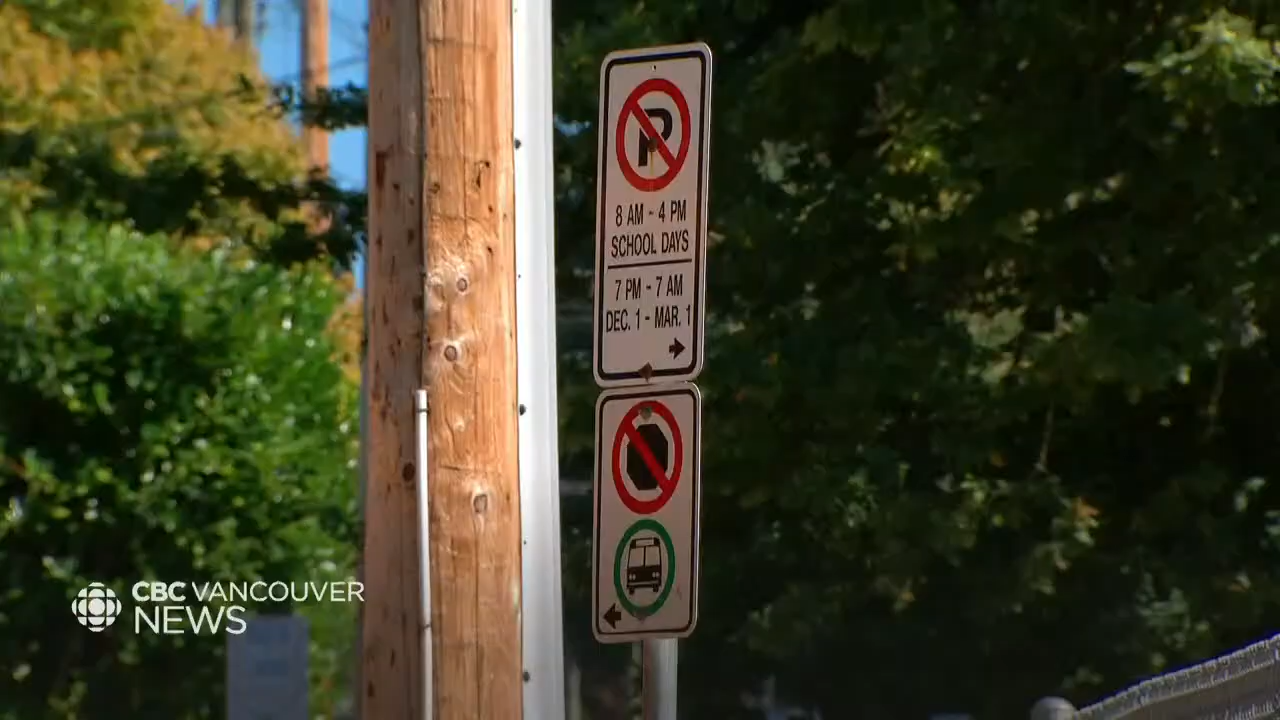 P
8 AM - 4 PM
SCHOOL DAYS
7 PM - 7 AM
DEC. 1 - MAR. 1
CBC VANCOUVER
NEWS